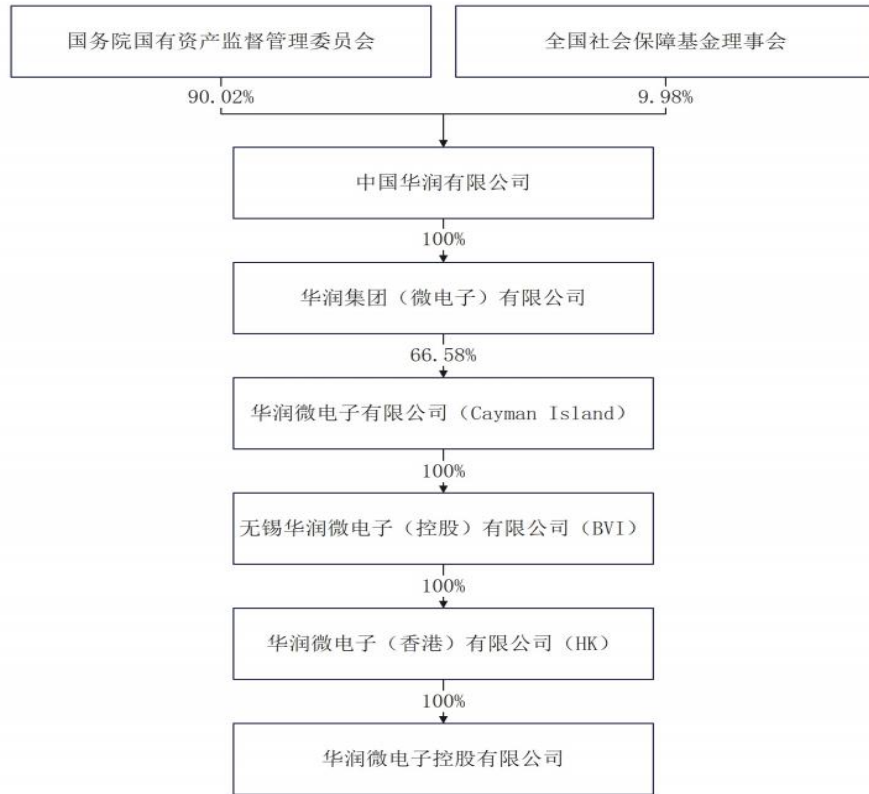 国务院国有资产监督管理委员会
全国社会保障基金理事会
90.02%
9.98%
中国华润有限公司
100%
华润集团（微电子）有限公司
66.58%
华润微电子有限公司（Cayman Island）
100%
无锡华润微电子（控股）有限公司（BVI）
100%
华润微电子（香港）有限公司（HK）
100%
华润微电子控股有限公司